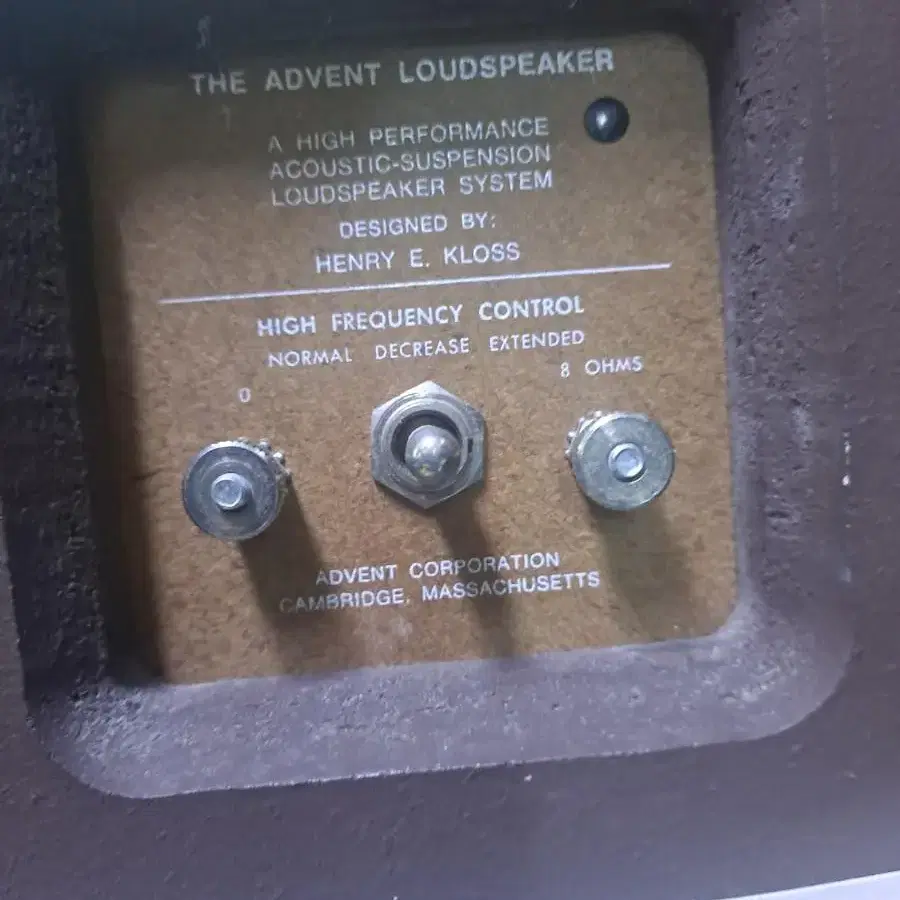 THE ADVENT LOUDSPEAKER
A HIGH PERFORMANCE
ACOUSTIC-SUSPENSION
LOUDSPEAKER SYSTEM
DESIGNED BY:
HENRY E. KLOSS
HIGH FREQUENCY CONTROL
NORMAL DECREASE EXTENDED
0
8 OHMS
ADVENT CORPORATION
CAMBRIDGE, MASSACHUSETTS